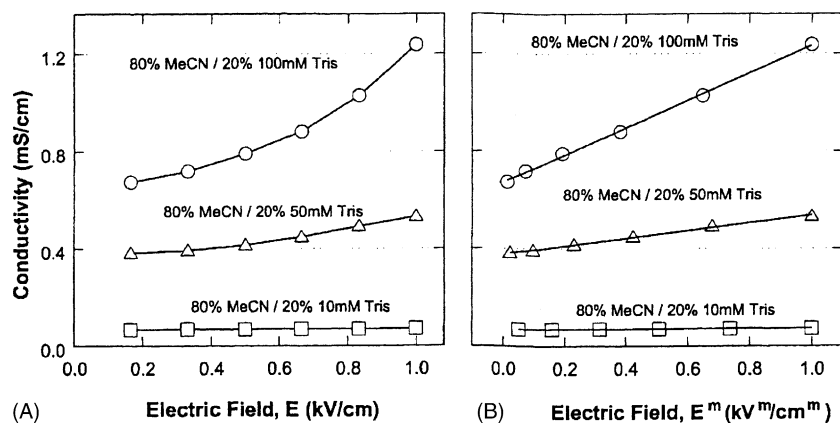 80% MeCN / 20% 100mM Tris
80% MeCN / 20% 50mM Tris
80% MeCN / 20% 10mM Tris
Conductivity (mS/cm)
1.2
0.8
0.4
0.0
0.0 0.2 0.4 0.6 0.8 1.0
(A) Electric Field, E (kV/cm)
80% MeCN / 20% 100mM Tris
80% MeCN / 20% 50mM Tris
80% MeCN / 20% 10mM Tris
0.0 0.2 0.4 0.6 0.8 1.0
(B) Electric Field, E^m (kV^m/cm^m)